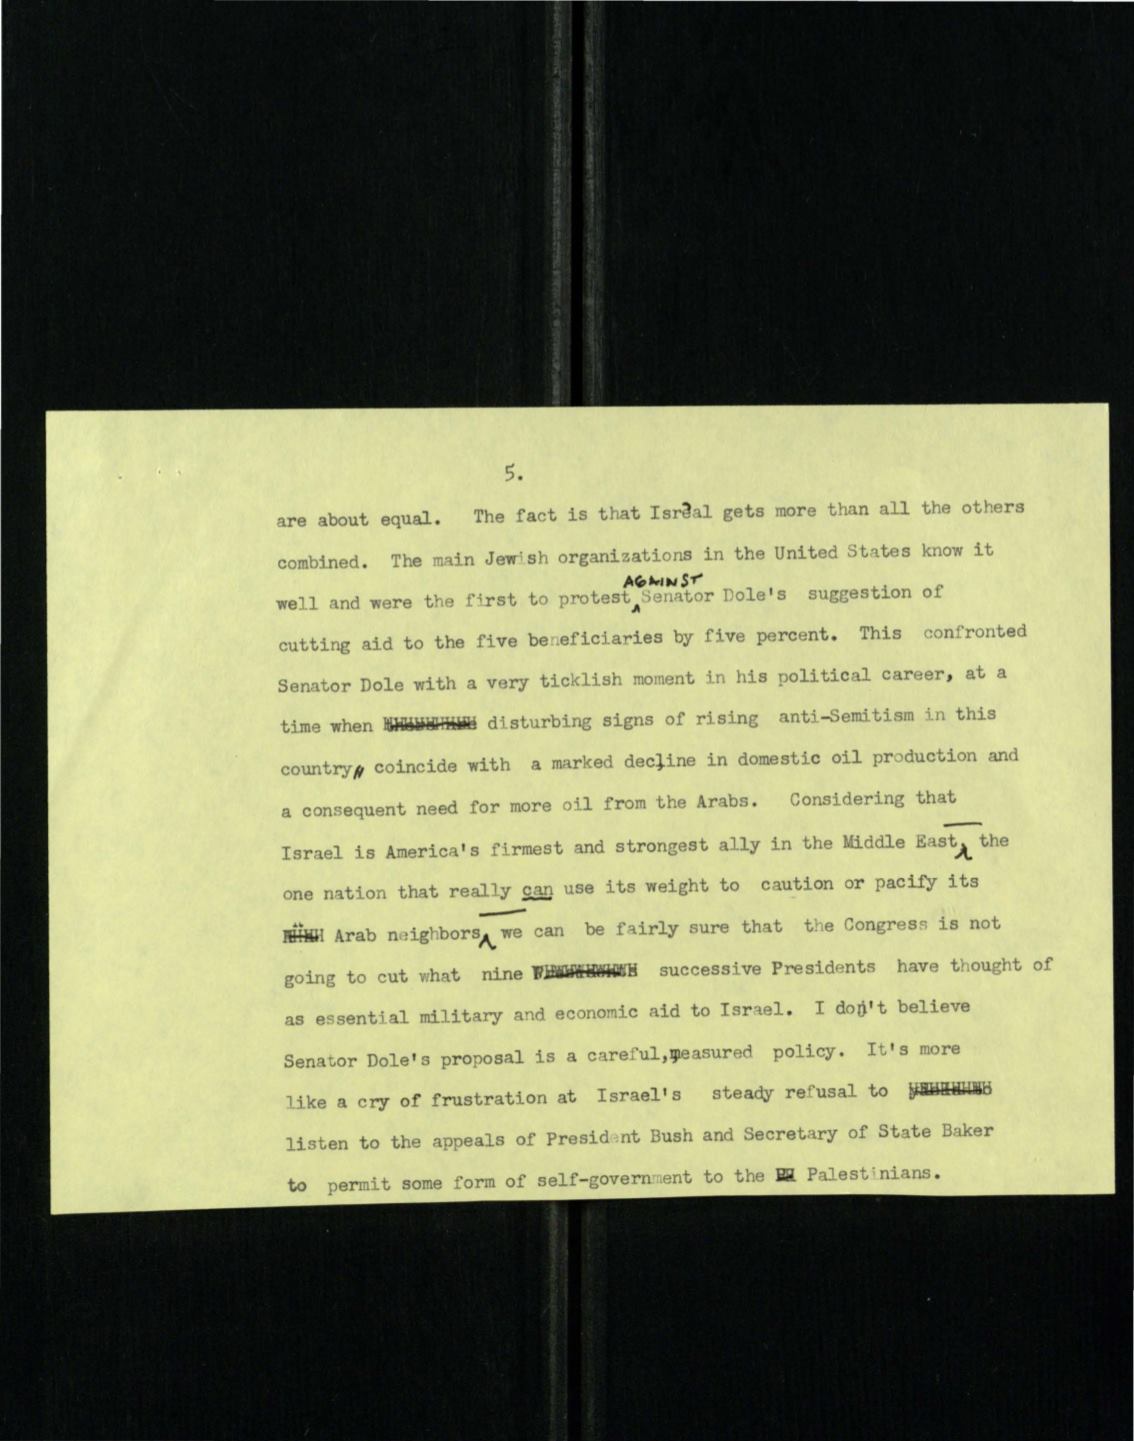 5.
are about equal. The fact is that Isreal gets more than all the others
combined. The main Jewish organizations in the United States know it
AGAINST
well and were the first to protest Senator Dole's suggestion of
cutting aid to the five beneficiaries by five percent. This confronted
Senator Dole with a very ticklish moment in his political career, at a
time when disturbing signs of rising anti-Semitism in this
country coincide with a marked decline in domestic oil production and
a consequent need for more oil from the Arabs. Considering that
Israel is America's firmest and strongest ally in the Middle East — the
one nation that really can use its weight to caution or pacify its
Arab neighbors — we can be fairly sure that the Congress is not
going to cut what nine successive Presidents have thought of
as essential military and economic aid to Israel. I don't believe
Senator Dole's proposal is a careful, measured policy. It's more
like a cry of frustration at Israel's steady refusal to
listen to the appeals of President Bush and Secretary of State Baker
to permit some form of self-government to the Palestinians.